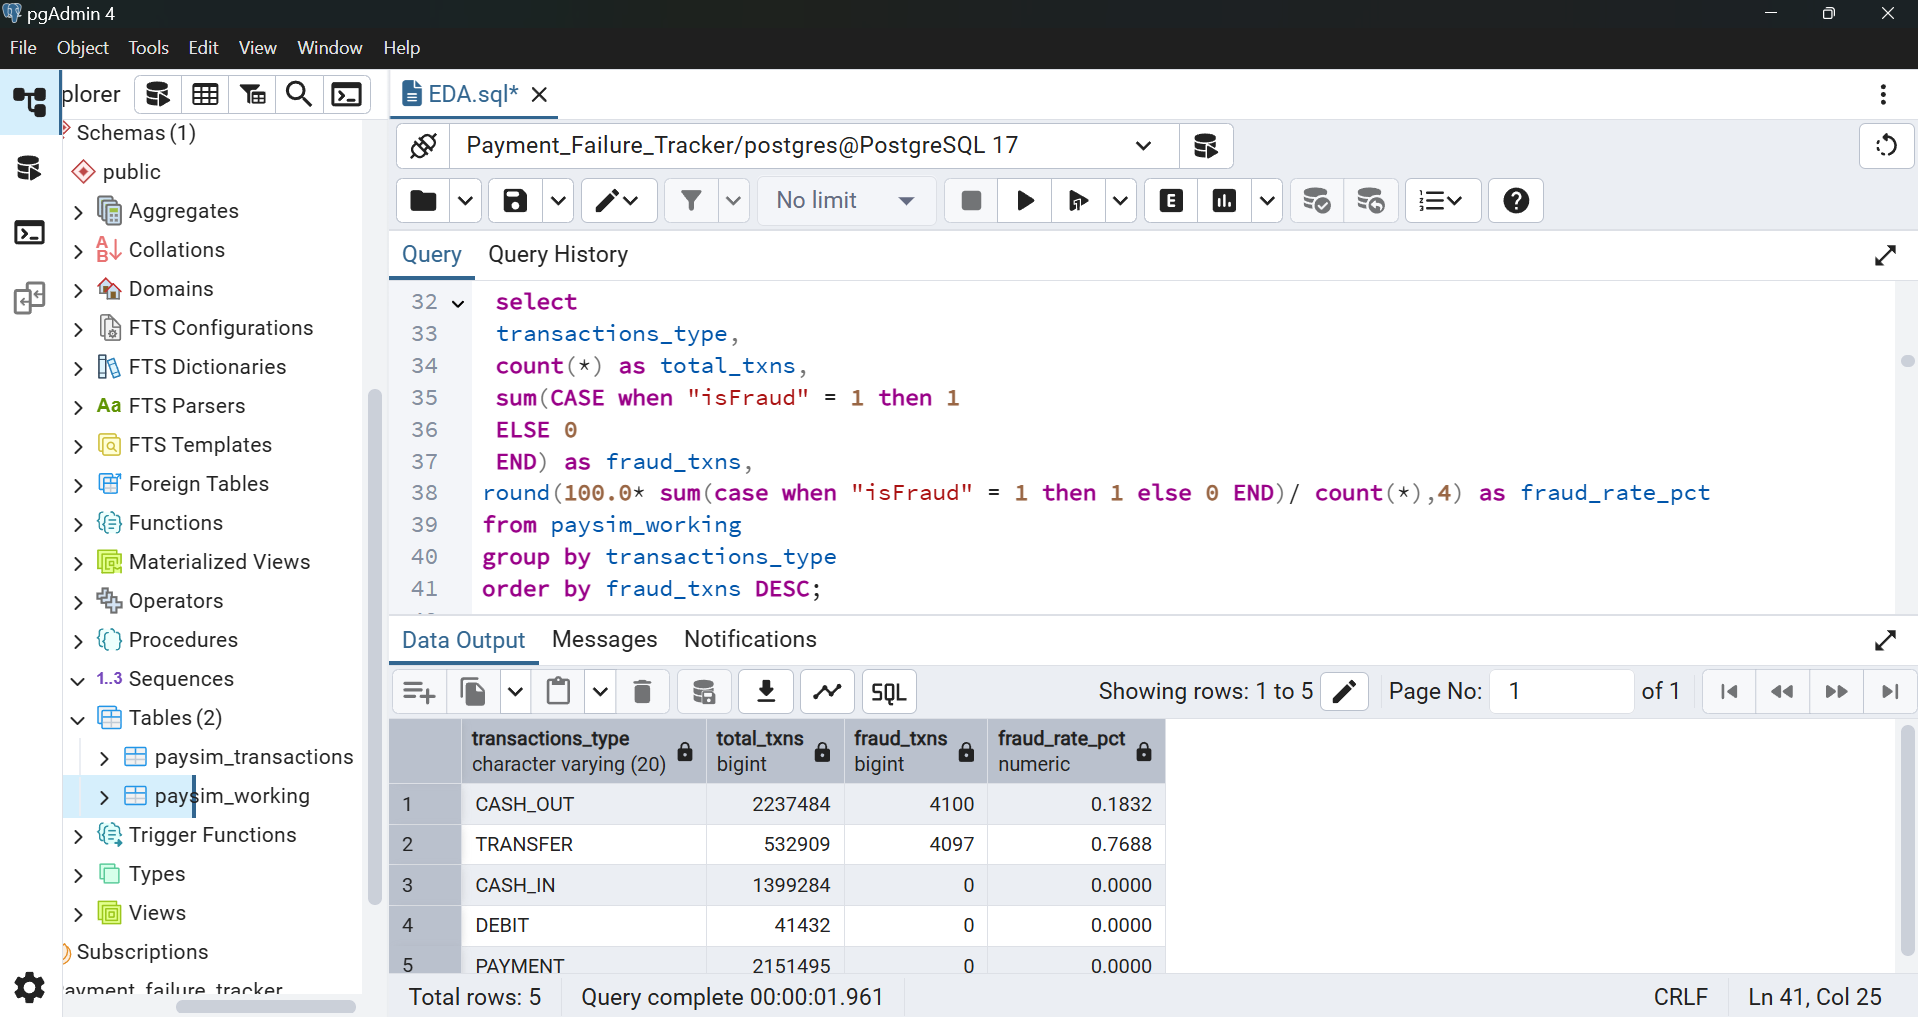 pgAdmin 4
File Object Tools Edit View Window Help
plorer
EDA.sql*
Schemas (1)
public
Aggregates
Collations
Domains
FTS Configurations
FTS Dictionaries
Aa FTS Parsers
FTS Templates
Foreign Tables
Functions
Materialized Views
Operators
Procedures
1..3 Sequences
Tables (2)
paysim_transactions
paysim_working
Trigger Functions
Types
Views
Subscriptions
ayment_failure_tracker
Payment_Failure_Tracker/postgres@PostgreSQL 17
No limit
E
Query Query History
32 select
33 transactions_type,
34 count(*) as total_txns,
35 sum(CASE when "isFraud" = 1 then 1
36 ELSE 0
37 END) as fraud_txns,
38 round(100.0* sum(case when "isFraud" = 1 then 1 else 0 END)/ count(*),4) as fraud_rate_pct
39 from paysim_working
40 group by transactions_type
41 order by fraud_txns DESC;
Data Output Messages Notifications
SQL Showing rows: 1 to 5 Page No: 1 of 1
transactions_type total_txns fraud_txns fraud_rate_pct
character varying (20) bigint bigint numeric
1 CASH_OUT 2237484 4100 0.1832
2 TRANSFER 532909 4097 0.7688
3 CASH_IN 1399284 0 0.0000
4 DEBIT 41432 0 0.0000
5 PAYMENT 2151495 0 0.0000
Total rows: 5 Query complete 00:00:01.961 CRLF Ln 41, Col 25